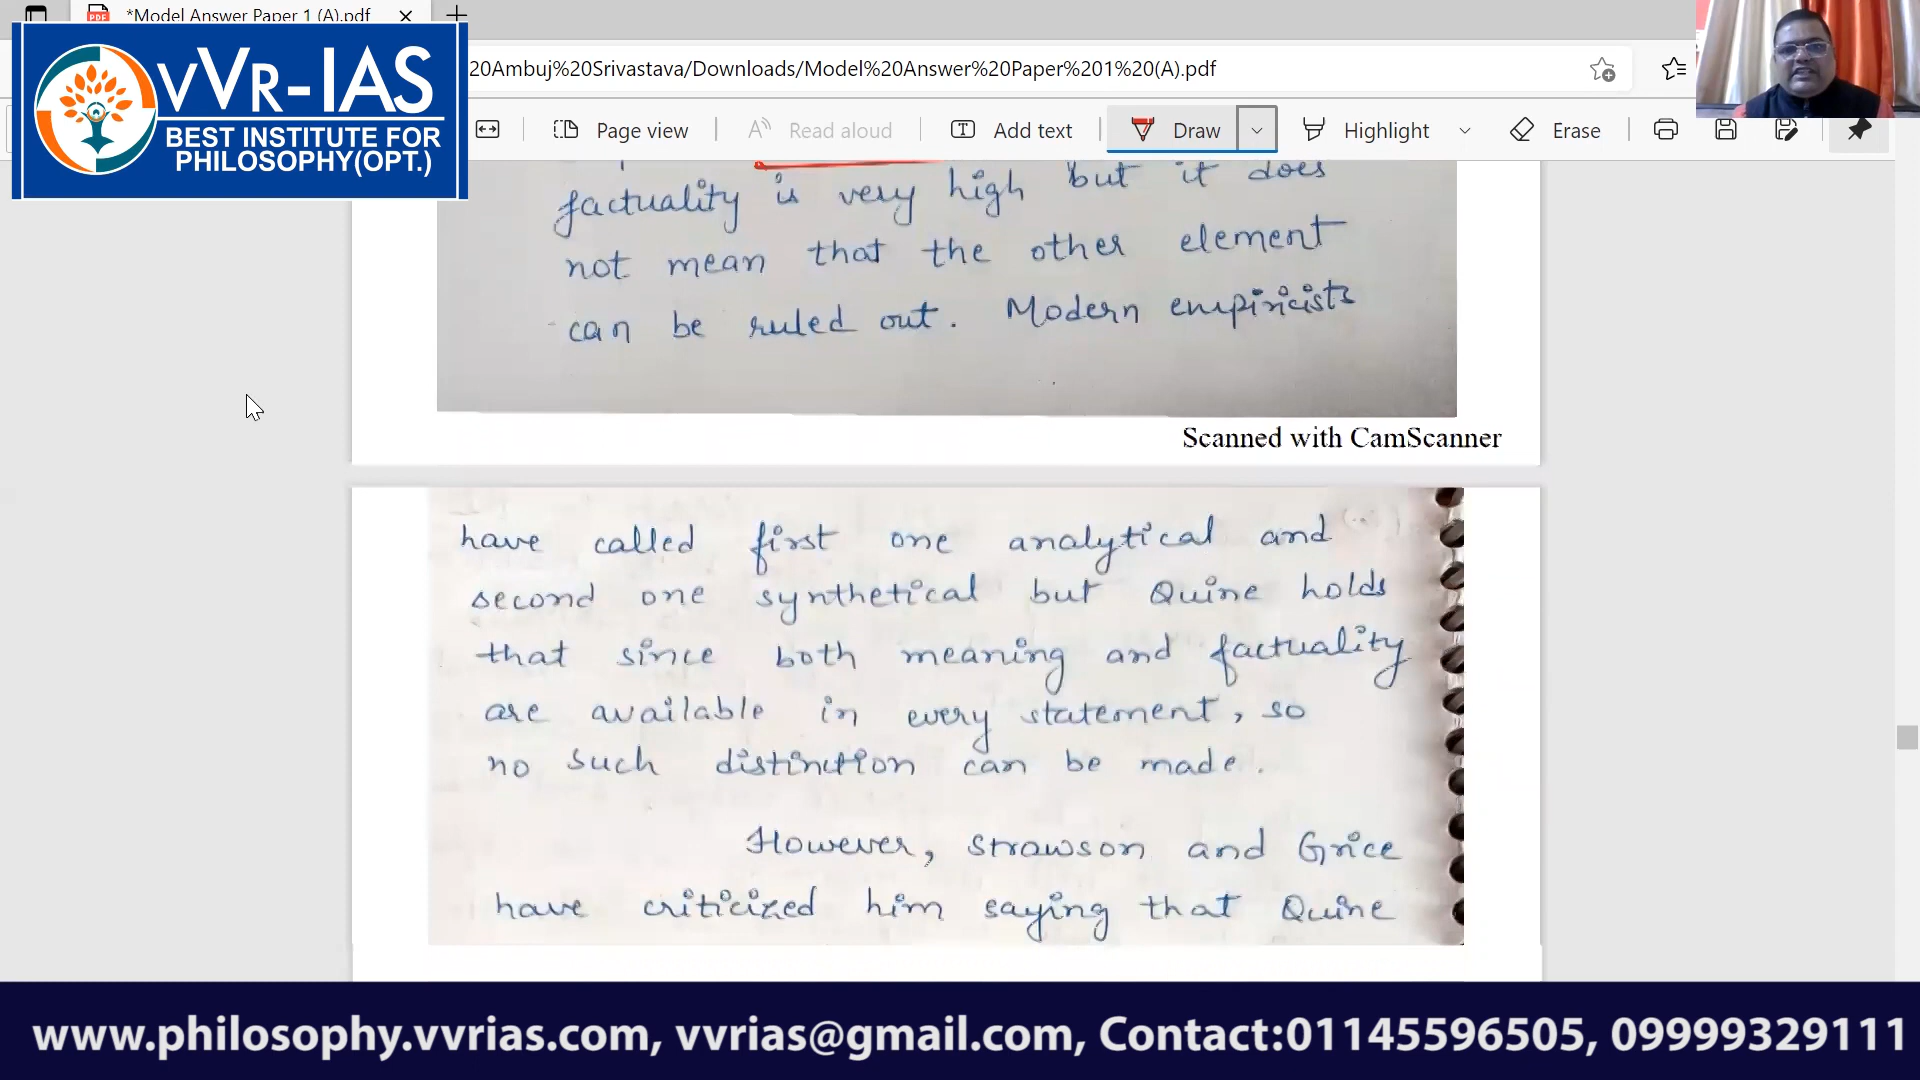 *Model Answer Paper 1 (A).pdf
vVR-IAS
BEST INSTITUTE FOR
PHILOSOPHY(OPT.)
20Ambuj%20Srivastava/Downloads/Model%20Answer%20Paper%201%20(A).pdf
Page view
Read aloud
Add text
Draw
Highlight
Erase
factuality is very high but it does
not mean that the other element
can be ruled out. Modern empiricists
Scanned with CamScanner
have called first one analytical and
second one synthetical but Quine holds
that since both meaning and factuality
are available in every statement, so
no such distinction can be made.
However, Strawson and Grice
have criticized him saying that Quine
www.philosophy.vvrias.com, vvrias@gmail.com, Contact:01145596505, 09999329111